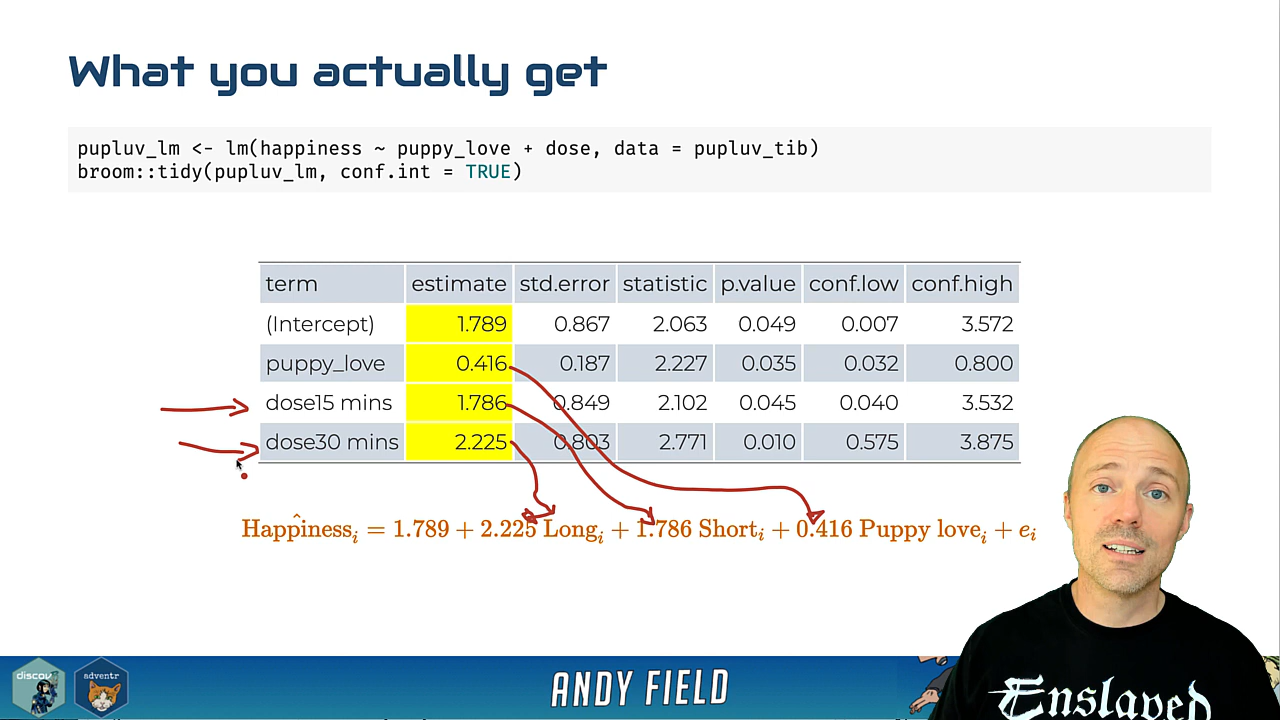 What you actually get
pupluv_lm <- lm(happiness ~ puppy_love + dose, data = pupluv_tib)
broom::tidy(pupluv_lm, conf.int = TRUE)
term estimate std.error statistic p.value conf.low conf.high
(Intercept) 1.789 0.867 2.063 0.049 0.007 3.572
puppy_love 0.416 0.187 2.227 0.035 0.032 0.800
dose15 mins 1.786 0.849 2.102 0.045 0.040 3.532
dose30 mins 2.225 0.803 2.771 0.010 0.575 3.875
Happîness_i = 1.789 + 2.225 Long_i + 1.786 Short_i + 0.416 Puppy love_i + e_i
discov
adventr
ANDY FIELD
Enslaved